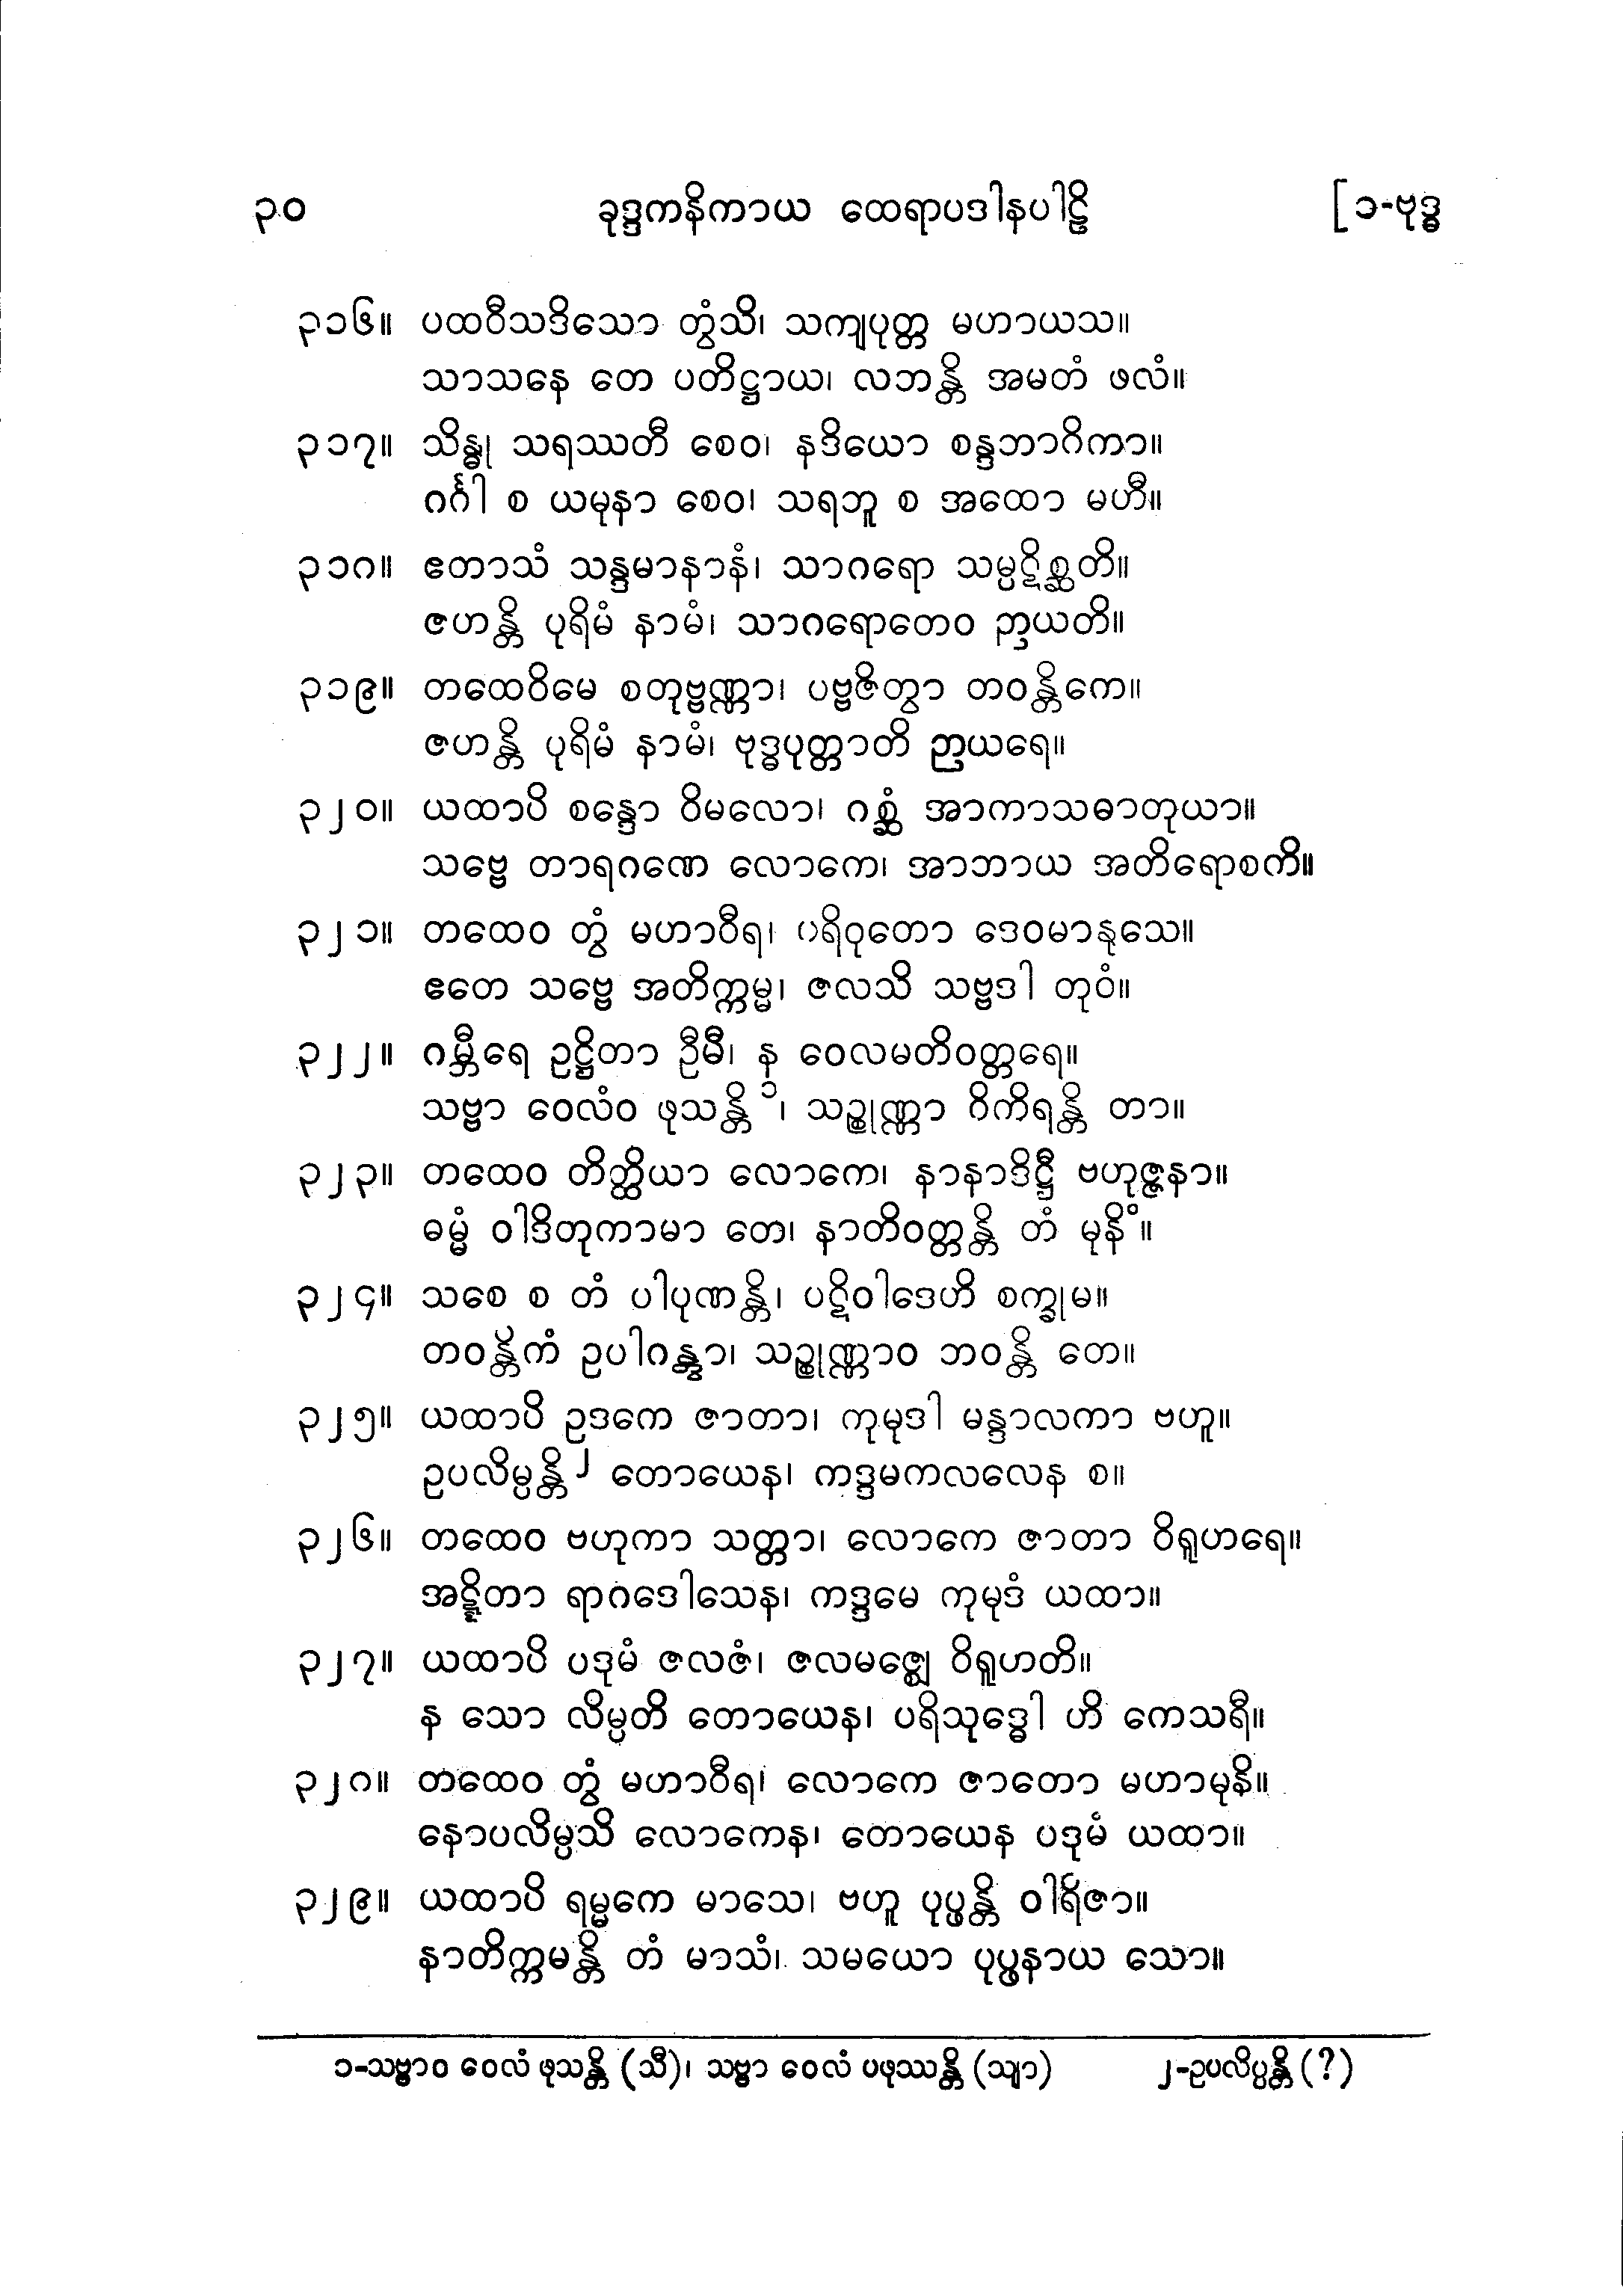 ၃၀ ခုဒ္ဒကနိကာယ ထေရာပဒါနပါဠိ [၁-ဗုဒ္ဓ
၃၁၆။ ပထဝီသဒိသော တွံသိ၊ သကျပုတ္တ မဟာယသ။
သာသနေ တေ ပတိဋ္ဌာယ၊ လဘန္တိ အမတံ ဖလံ။
၃၁၇။ သိန္ဓု သရဿတီ စေဝ၊ နဒိယော စန္ဒဘာဂိကာ။
ဂင်္ဂါ စ ယမုနာ စေဝ၊ သရဘူ စ အထော မဟီ။
၃၁၈။ ဧတာသံ သန္ဒမာနာနံ၊ သာဂရော သမ္ပဋိစ္ဆတိ။
ဇဟန္တိ ပုရိမံ နာမံ၊ သာဂရောတေဝ ဉာယတိ။
၃၁၉။ တထေဝိမေ စတုဗ္ဗဏ္ဏာ၊ ပဗ္ဗဇိတွာ တဝန္တိကေ။
ဇဟန္တိ ပုရိမံ နာမံ၊ ဗုဒ္ဓပုတ္တာတိ ဉာယရေ။
၃၂၀။ ယထာပိ စန္ဒော ဝိမလော၊ ဂစ္ဆံ အာကာသဓာတုယာ။
သဗ္ဗေ တာရဂဏေ လောကေ၊ အာဘာယ အတိရောစတိ။
၃၂၁။ တထေဝ တွံ မဟာဝီရ၊ ပရိဝုတော ဒေဝမာနုသေ။
ဧတေ သဗ္ဗေ အတိက္ကမ္မ၊ ဇလသိ သဗ္ဗဒါ တုဝံ။
၃၂၂။ ဂမ္ဘီရေ ဥဋ္ဌိတာ ဦမီ၊ န ဝေလမတိဝတ္တရေ။
သဗ္ဗာ ဝေလံဝ ဖုသန္တိ ၁၊ သဉ္စုဏ္ဏာ ဝိကိရန္တိ တာ။
၃၂၃။ တထေဝ တိတ္ထိယာ လောကေ၊ နာနာဒိဋ္ဌီ ဗဟုဇ္ဇနာ။
ဓမ္မံ ဝါဒိတုကာမာ တေ၊ နာတိဝတ္တန္တိ တံ မုနိံ။
၃၂၄။ သစေ စ တံ ပါပုဏန္တိ၊ ပဋိဝါဒေဟိ စက္ခုမ။
တဝန္တိကံ ဥပါဂန္တွာ၊ သဉ္စုဏ္ဏာဝ ဘဝန္တိ တေ။
၃၂၅။ ယထာပိ ဥဒကေ ဇာတာ၊ ကုမုဒါ မန္ဒာလကာ ဗဟူ။
ဥပလိမ္ပန္တိ ၂ တောယေန၊ ကဒ္ဒမကလလေန စ။
၃၂၆။ တထေဝ ဗဟုကာ သတ္တာ၊ လောကေ ဇာတာ ဝိရူဟရေ။
အဋ္ဋိတာ ရာဂဒေါသေန၊ ကဒ္ဒမေ ကုမုဒံ ယထာ။
၃၂၇။ ယထာပိ ပဒုမံ ဇလဇံ၊ ဇလမဇ္ဈေ ဝိရူဟတိ။
န သော လိမ္ပတိ တောယေန၊ ပရိသုဒ္ဓေါ ဟိ ကေသရီ။
၃၂၈။ တထေဝ တွံ မဟာဝီရ၊ လောကေ ဇာတော မဟာမုနိ။
နောပလိမ္ပသိ လောကေန၊ တောယေန ပဒုမံ ယထာ။
၃၂၉။ ယထာပိ ရမ္မကေ မာသေ၊ ဗဟူ ပုပ္ဖန္တိ ဝါရိဇာ။
နာတိက္ကမန္တိ တံ မာသံ၊ သမယော ပုပ္ဖနာယ သော။
၁-သဗ္ဗာဝ ဝေလံ ဖုသန္တိ (သီ)၊ သဗ္ဗာ ဝေလံ ပဖုဿန္တိ (သျာ) ၂-ဥပလိပ္ပန္တိ (?)